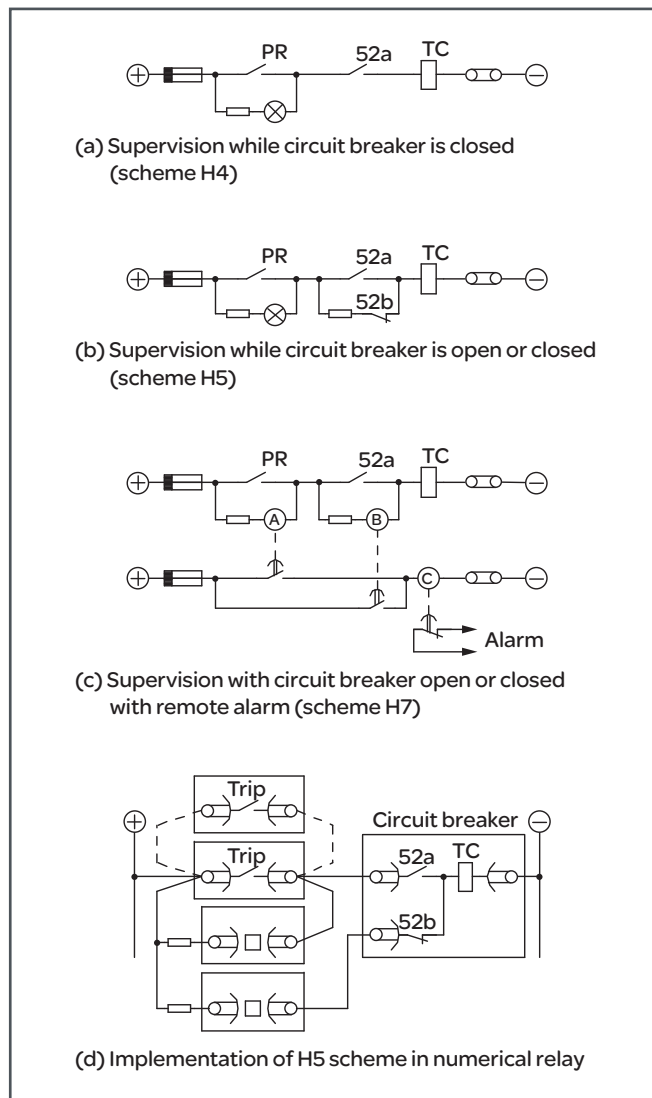 PR 52a TC
+ −
(a) Supervision while circuit breaker is closed
(scheme H4)
PR 52a TC
+ −
52b
(b) Supervision while circuit breaker is open or closed
(scheme H5)
PR 52a TC
+ −
A B
+ C −
Alarm
(c) Supervision with circuit breaker open or closed
with remote alarm (scheme H7)
Trip
+ Circuit breaker −
Trip 52a TC
52b
(d) Implementation of H5 scheme in numerical relay